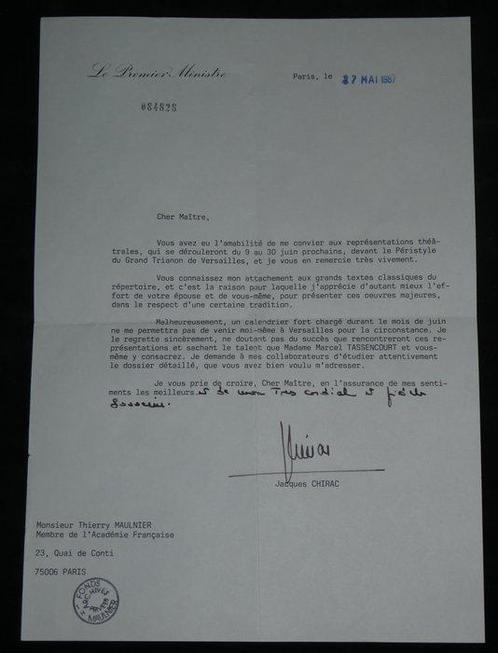 Le Premier Ministre
Paris, le 27 MAI 1987
084828
Cher Maître,
Vous avez eu l'amabilité de me convier aux représentations théâ-
trales, qui se dérouleront du 9 au 30 juin prochains, devant le Péristyle
du Grand Trianon de Versailles, et je vous en remercie très vivement.
Vous connaissez mon attachement aux grands textes classiques du
répertoire, et c'est la raison pour laquelle j'apprécie d'autant mieux l'ef-
fort de votre épouse et de vous-même, pour présenter ces oeuvres majeures,
dans le respect d'une certaine tradition.
Malheureusement, un calendrier fort chargé durant le mois de juin
ne me permettra pas de venir moi-même à Versailles pour la circonstance. Je
le regrette sincèrement, ne doutant pas du succès que rencontreront ces re-
présentations et sachant le talent que Madame Marcel TASSENCOURT et vous-
même y consacrez. Je demande à mes collaborateurs d'étudier attentivement
le dossier détaillé, que vous avez bien voulu m'adresser.
Je vous prie de croire, Cher Maître, en l'assurance de mes senti-
ments les meilleurs et de mon très cordial et fidèle
souvenir.
Jacques CHIRAC
Monsieur Thierry MAULNIER
Membre de l'Académie Française
23, Quai de Conti
75006 PARIS
FONDS
ARCHIVES
MAULNIER